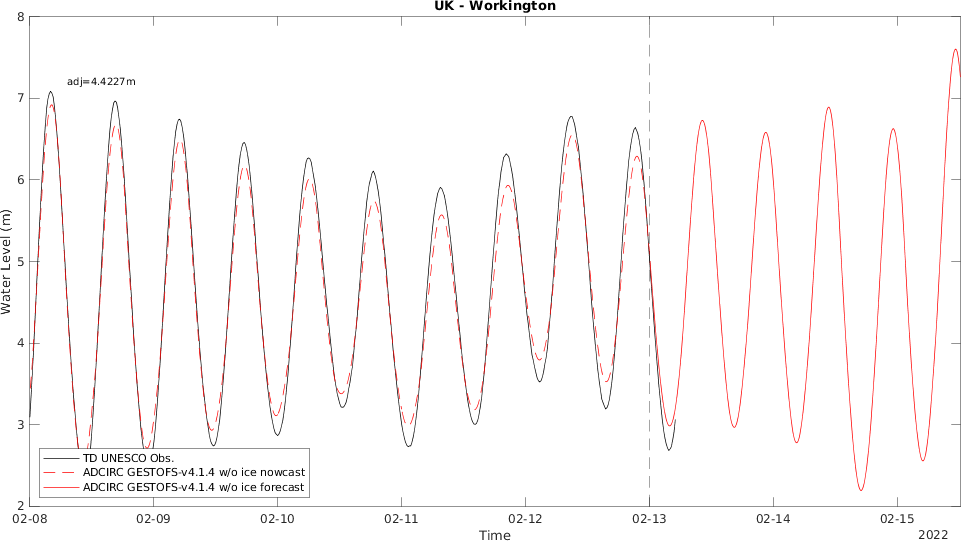 UK - Workington
adj=4.4227m
8
7
6
5
4
3
2
Water Level (m)
TD UNESCO Obs.
ADCIRC GESTOFS-v4.1.4 w/o ice nowcast
ADCIRC GESTOFS-v4.1.4 w/o ice forecast
02-08 02-09 02-10 02-11 02-12 02-13 02-14 02-15
Time
2022